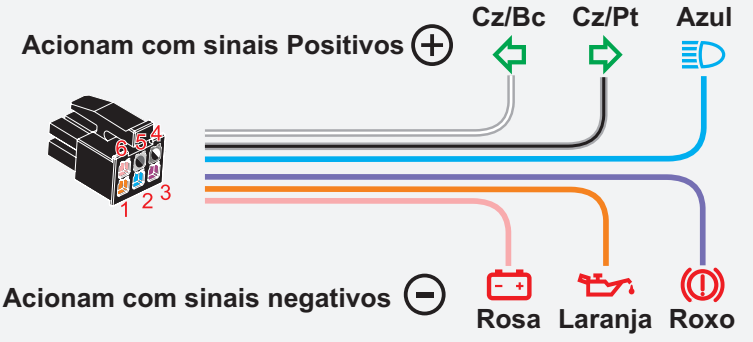 Cz/Bc Cz/Pt Azul
Acionam com sinais Positivos +
6 5 4
1 2 3
Acionam com sinais negativos −
- +
Rosa Laranja Roxo